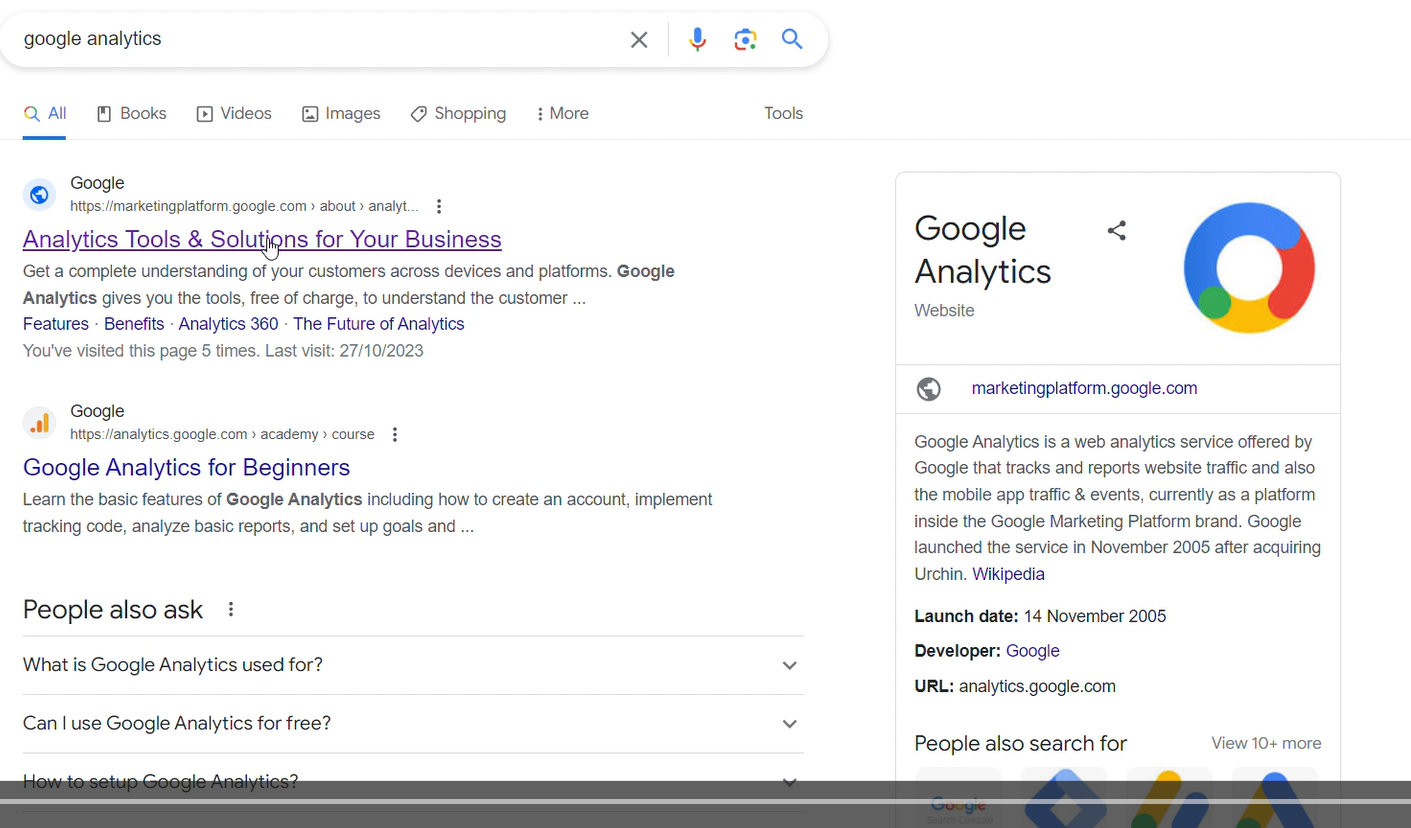 google analytics
All
Books
Videos
Images
Shopping
More
Tools
Google
https://marketingplatform.google.com › about › analyt...
Analytics Tools & Solutions for Your Business
Get a complete understanding of your customers across devices and platforms. Google
Analytics gives you the tools, free of charge, to understand the customer ...
Features · Benefits · Analytics 360 · The Future of Analytics
You've visited this page 5 times. Last visit: 27/10/2023
Google
https://analytics.google.com › academy › course
Google Analytics for Beginners
Learn the basic features of Google Analytics including how to create an account, implement
tracking code, analyze basic reports, and set up goals and ...
People also ask
What is Google Analytics used for?
Can I use Google Analytics for free?
How to setup Google Analytics?
Google
Analytics
Website
marketingplatform.google.com
Google Analytics is a web analytics service offered by
Google that tracks and reports website traffic and also
the mobile app traffic & events, currently as a platform
inside the Google Marketing Platform brand. Google
launched the service in November 2005 after acquiring
Urchin. Wikipedia
Launch date: 14 November 2005
Developer: Google
URL: analytics.google.com
People also search for
View 10+ more
Google
Search Console